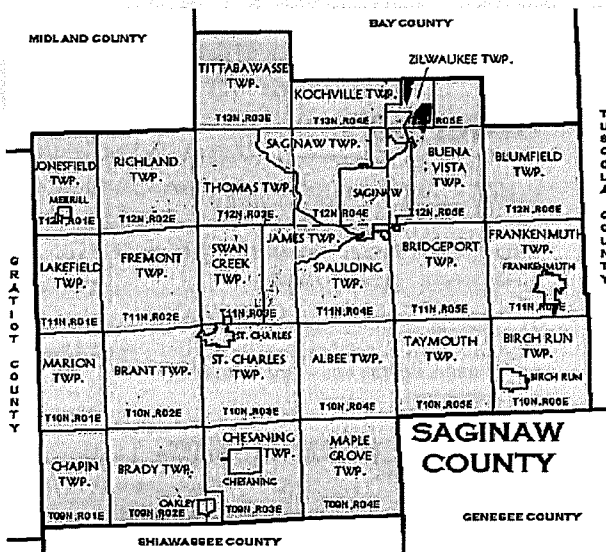 BAY COUNTY
MIDLAND COUNTY
ZILWAUKEE TWP.
TITTABAWASSE
TWP.
T13N,R03E
KOCHVILLE TWP.
T13N,R04E
R05E
JONESFIELD
TWP.
MERRILL
T12N,R01E
RICHLAND
TWP.
T12N,R02E
THOMAS TWP.
T12N,R03E
SAGINAW TWP.
SAGINAW
T12N,R04E
BUENA
VISTA
TWP.
T12N,R05E
BLUMFIELD
TWP.
T12N,R06E
TUSCOLA COUNTY
GRATIOT COUNTY
LAKEFIELD
TWP.
T11N,R01E
FREMONT
TWP.
T11N,R02E
SWAN
CREEK
TWP.
T11N,R03E
JAMES TWP.
SPAULDING
TWP.
T11N,R04E
BRIDGEPORT
TWP.
T11N,R05E
FRANKENMUTH
TWP.
FRANKENMUTH
T11N,R06E
MARION
TWP.
T10N,R01E
BRANT TWP.
T10N,R02E
ST. CHARLES
ST. CHARLES
TWP.
T10N,R03E
ALBEE TWP.
T10N,R04E
TAYMOUTH
TWP.
T10N,R05E
BIRCH RUN
TWP.
BIRCH RUN
T10N,R06E
CHAPIN TWP.
T09N,R01E
BRADY TWP.
OAKLEY
T09N,R02E
CHESANING
TWP.
CHESANING
T09N,R03E
MAPLE
GROVE
TWP.
T09N,R04E
SAGINAW
COUNTY
GENESEE COUNTY
SHIAWASSEE COUNTY